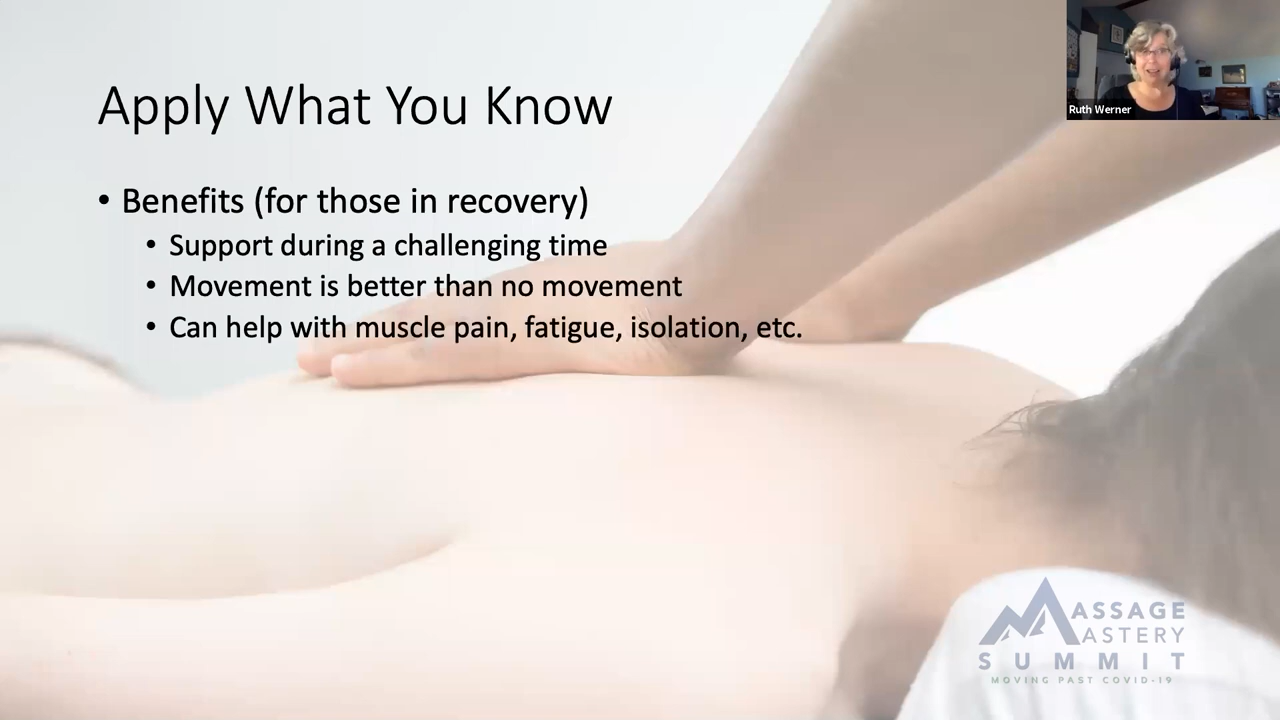 Ruth Werner
Apply What You Know
• Benefits (for those in recovery)
• Support during a challenging time
• Movement is better than no movement
• Can help with muscle pain, fatigue, isolation, etc.
MASSAGE
MASTERY
SUMMIT
MOVING PAST COVID-19